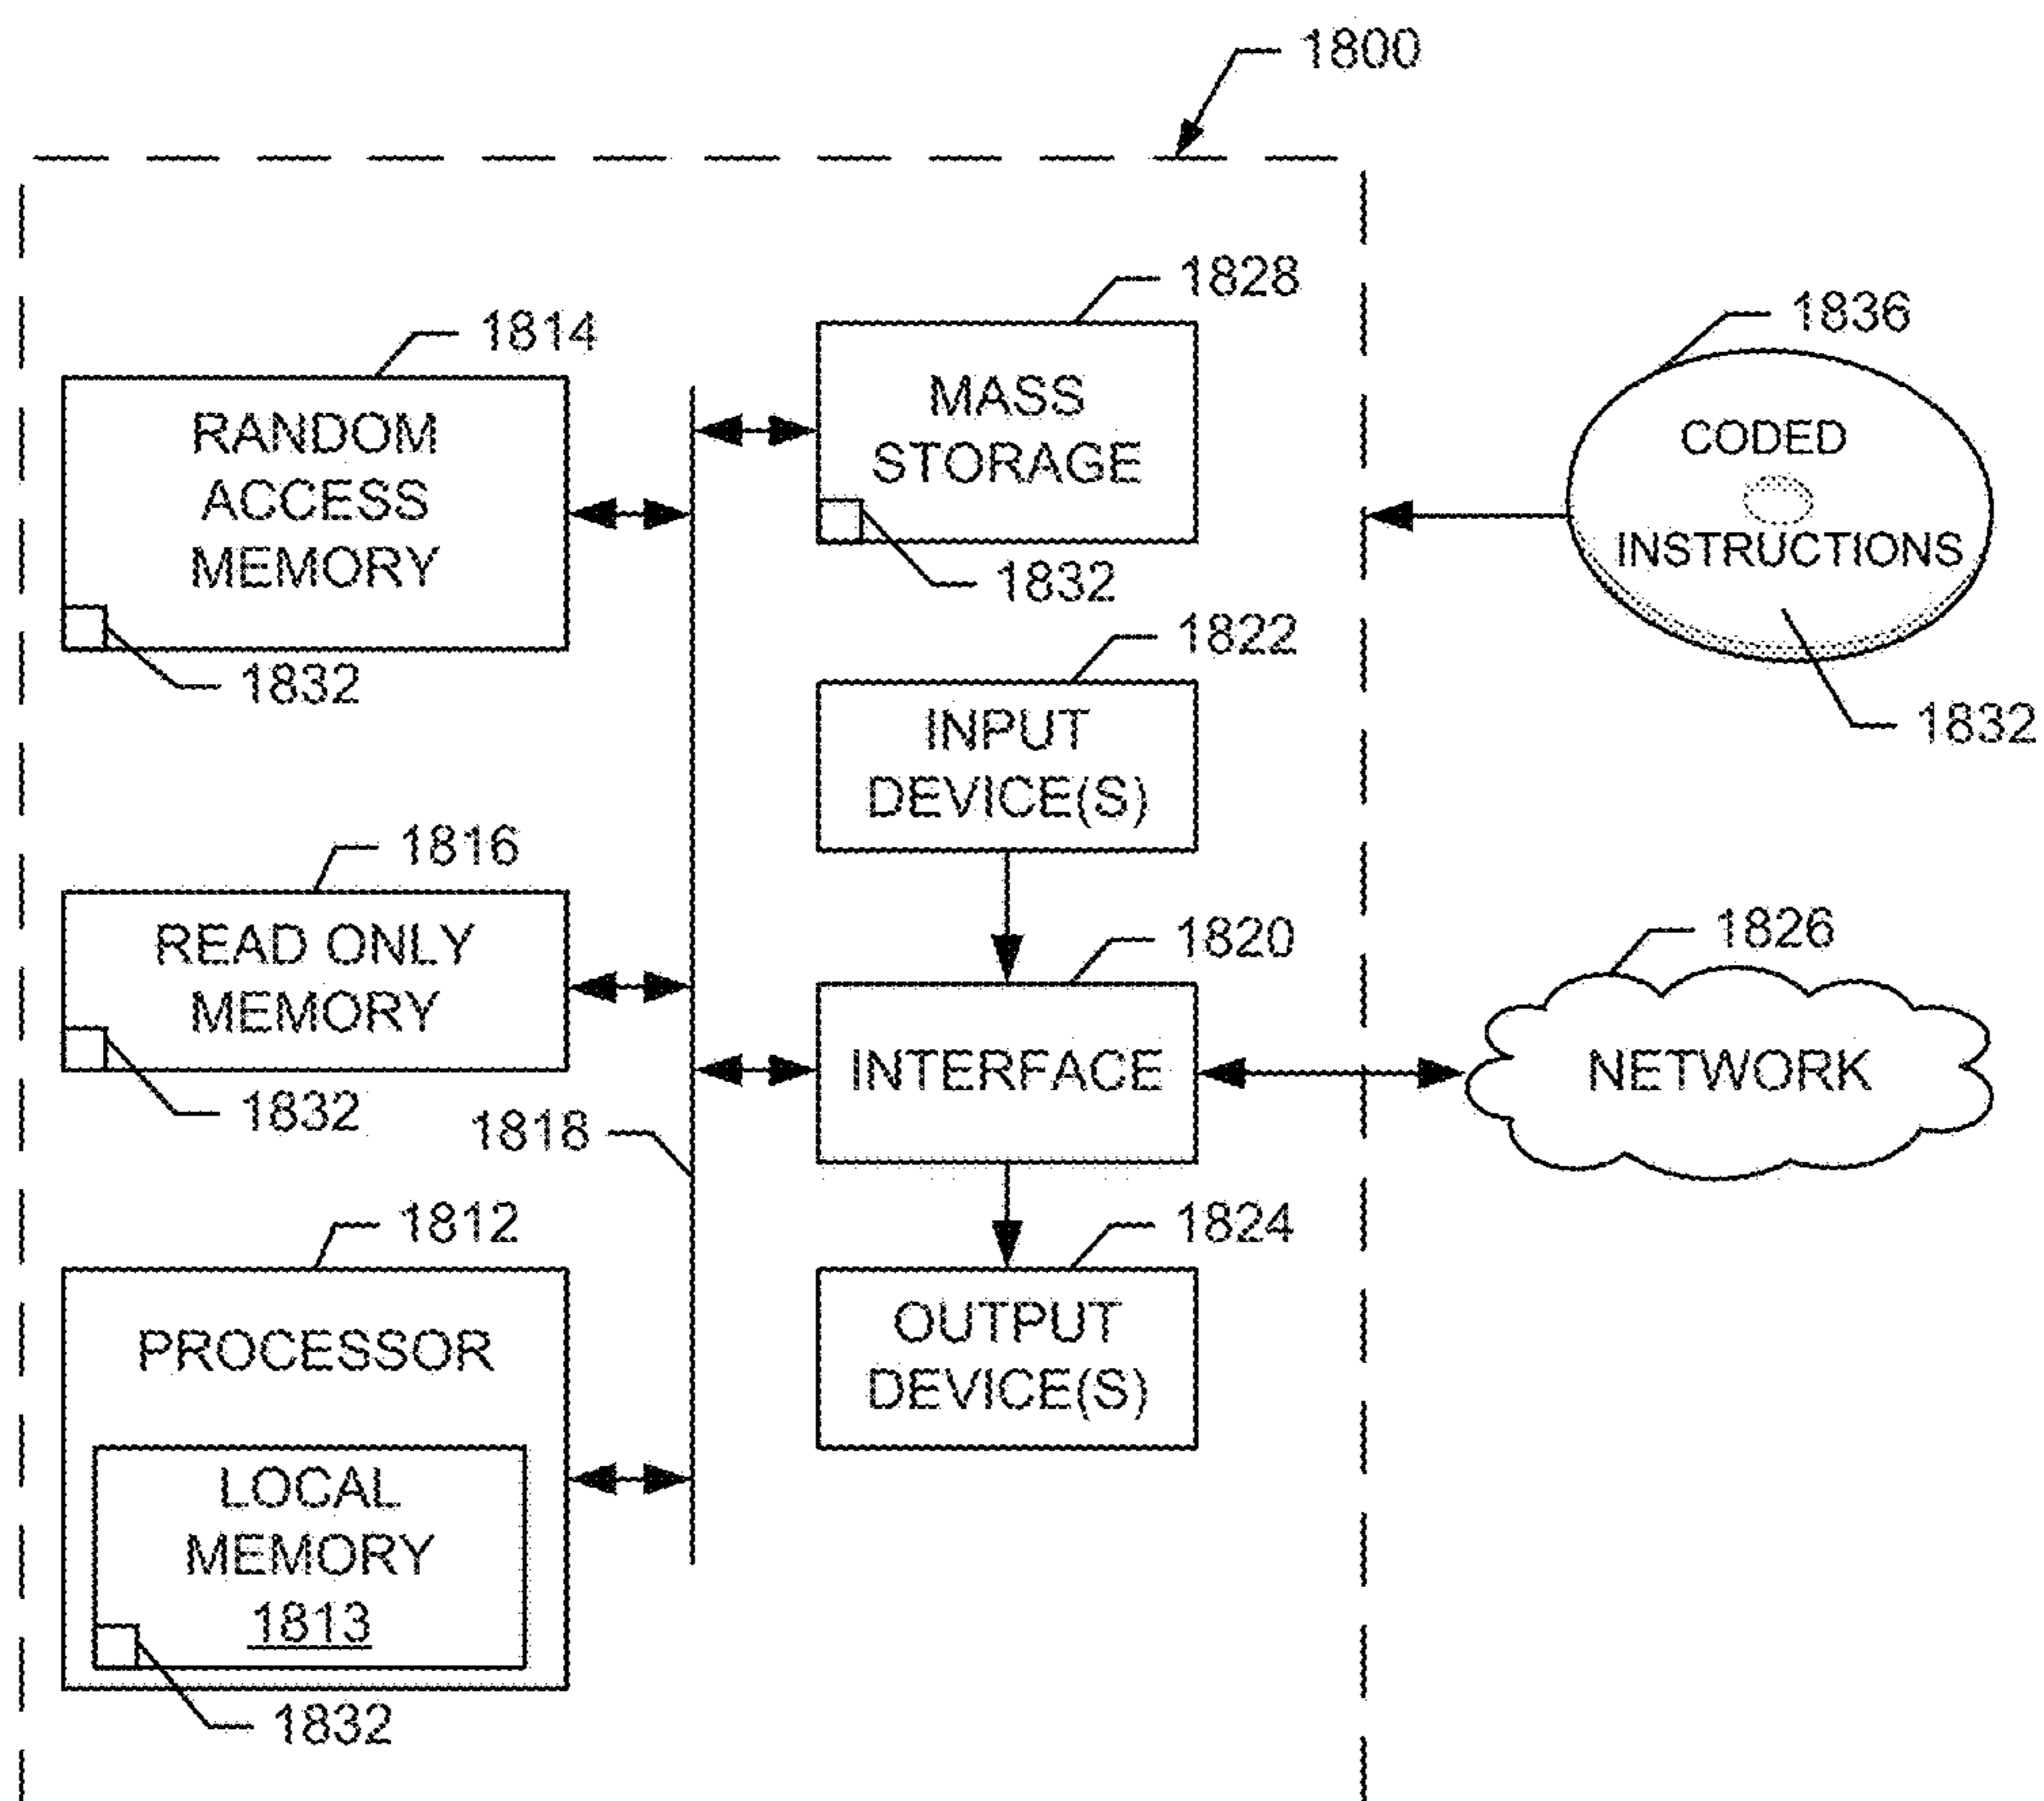 1800
1828
1836
1814
MASS
STORAGE
RANDOM
ACCESS
MEMORY
CODED
INSTRUCTIONS
1832
1832
1822
1832
INPUT
DEVICE(S)
1816
1820
1826
READ ONLY
MEMORY
INTERFACE
NETWORK
1832
1818
1812
1824
PROCESSOR
OUTPUT
DEVICE(S)
LOCAL
MEMORY
1813
1832